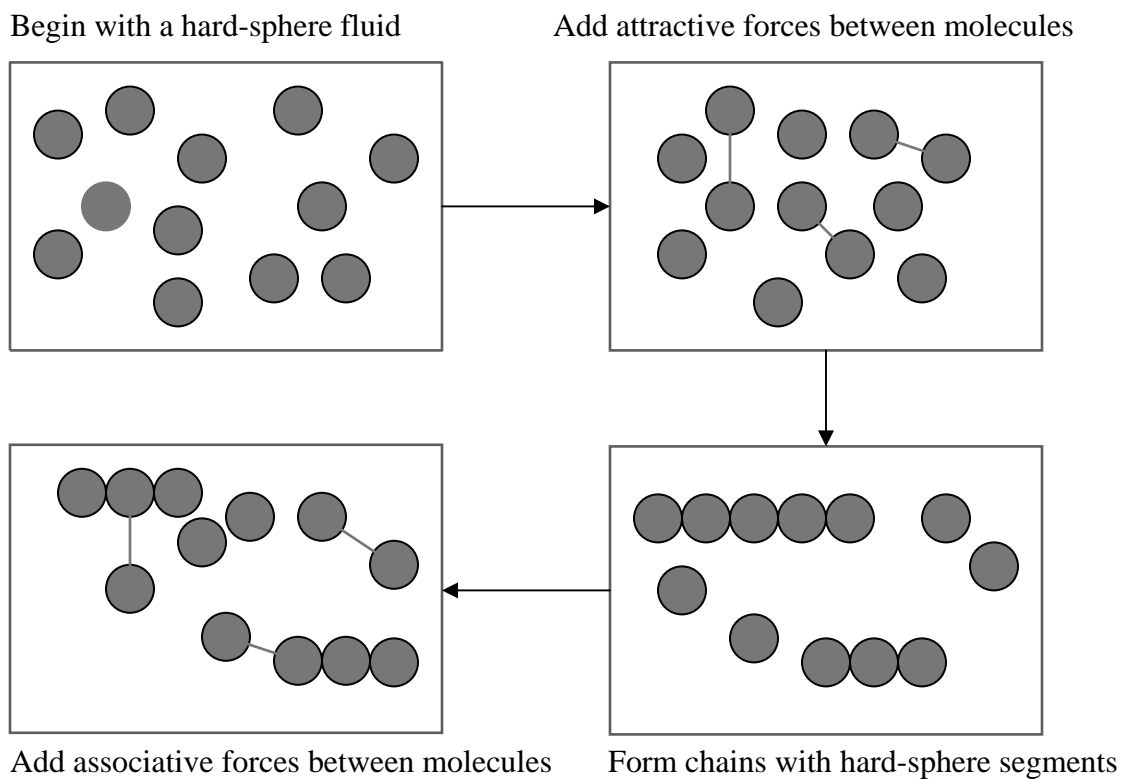 Begin with a hard-sphere fluid
Add attractive forces between molecules
Add associative forces between molecules
Form chains with hard-sphere segments